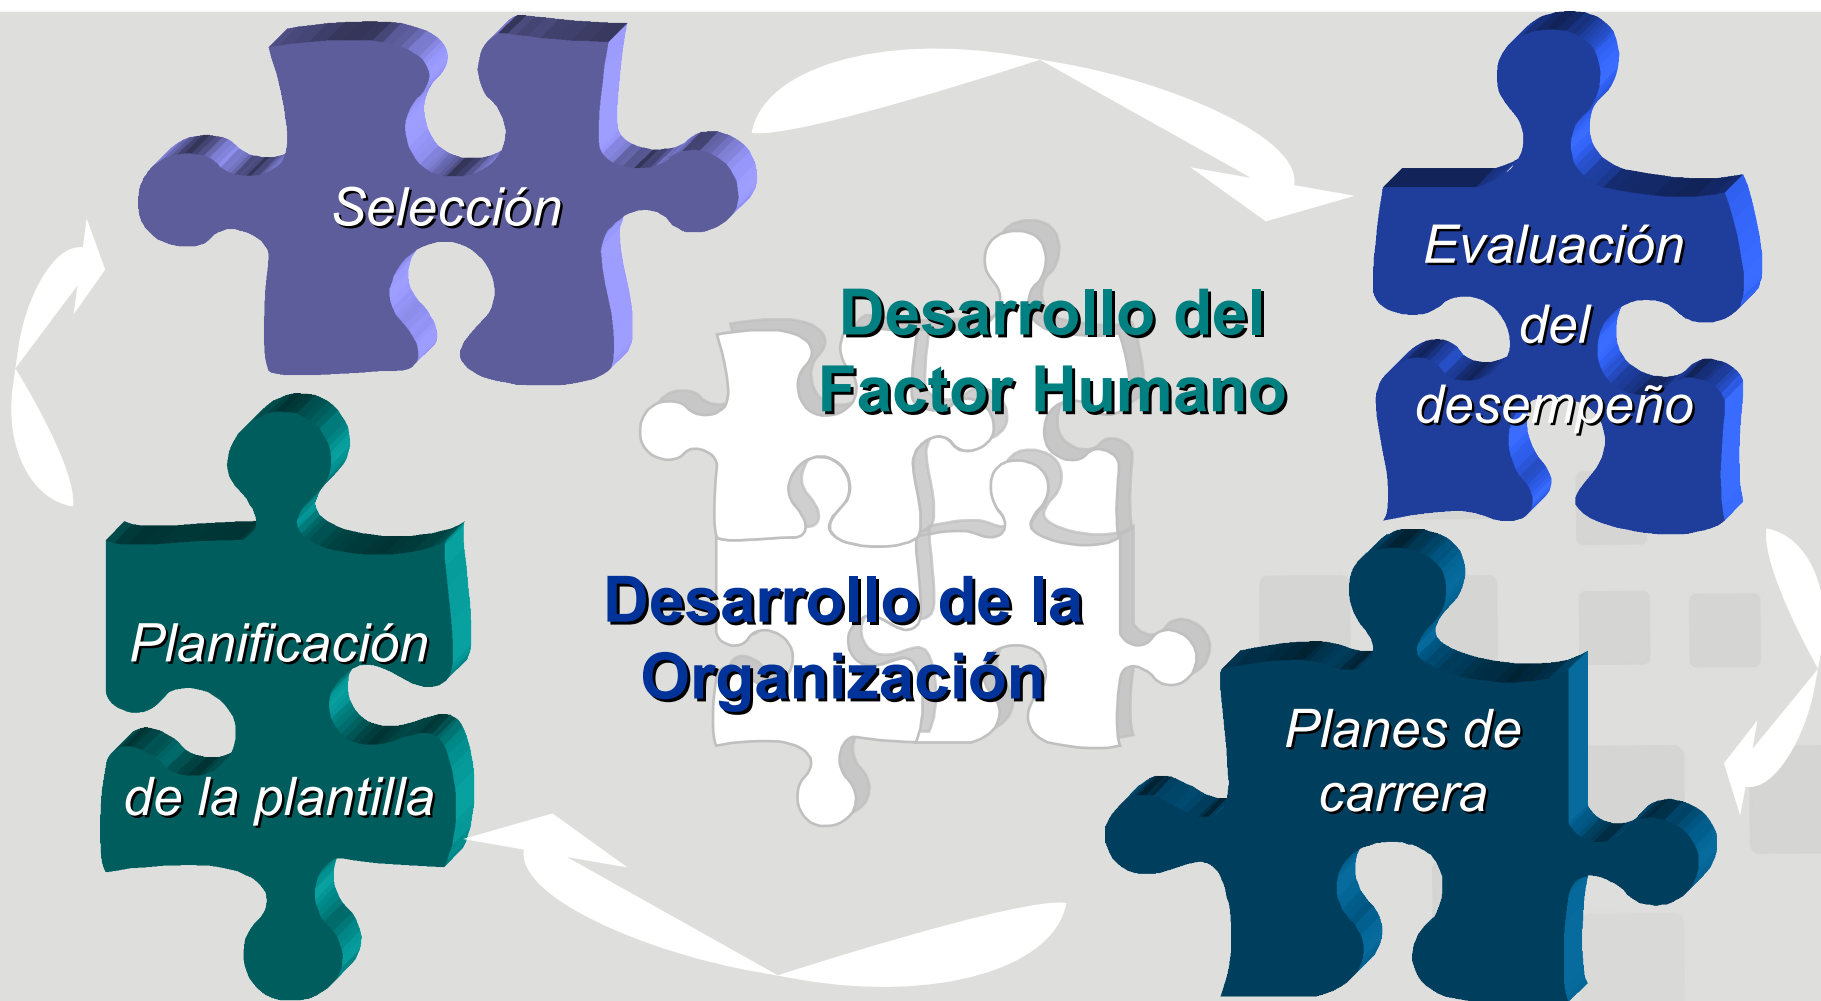 Selección
Evaluación
del
desempeño
Desarrollo del
Factor Humano
Desarrollo de la
Organización
Planificación
de la plantilla
Planes de
carrera